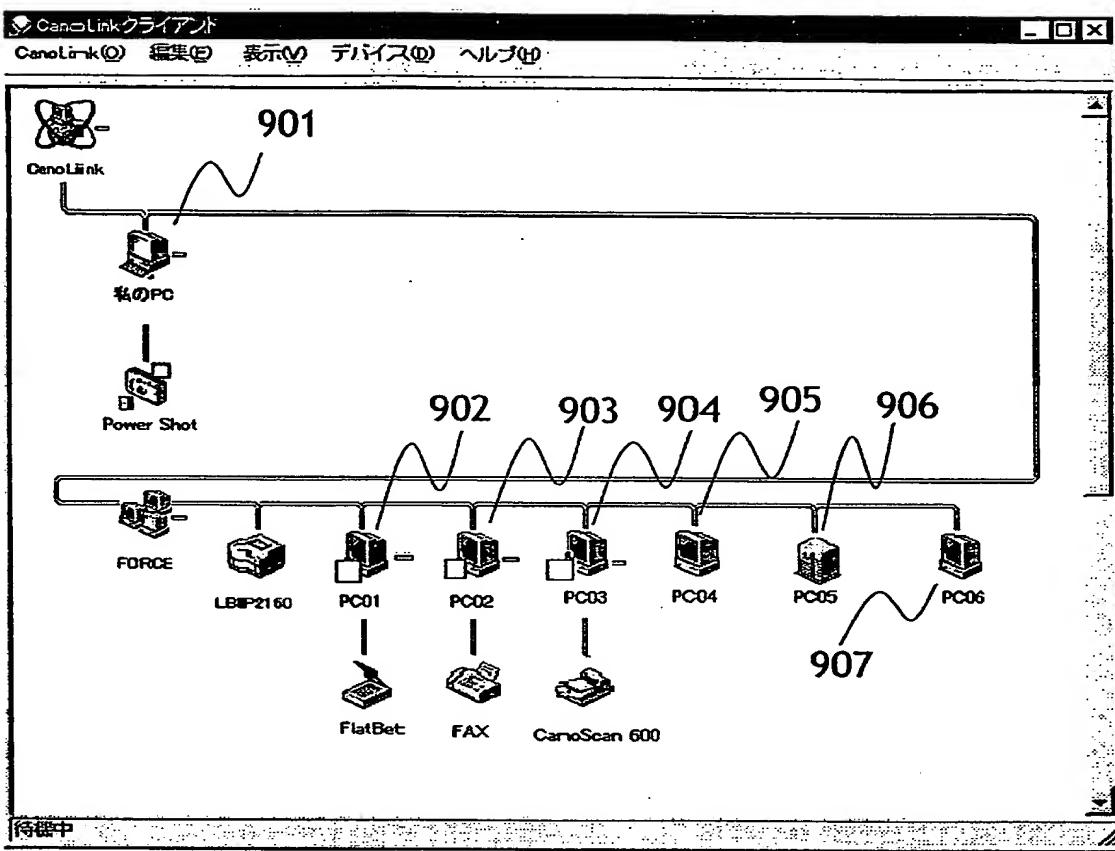 CanoLinkクライアント
CanoLink(O) 編集(E) 表示(V) デバイス(D) ヘルプ(H)
CanoLink
901
私のPC
Power Shot
902 903 904 905 906
FORCE
LBP2160
PC01 PC02 PC03 PC04 PC05 PC06
907
FlatBet
FAX
CanoScan 600
待機中